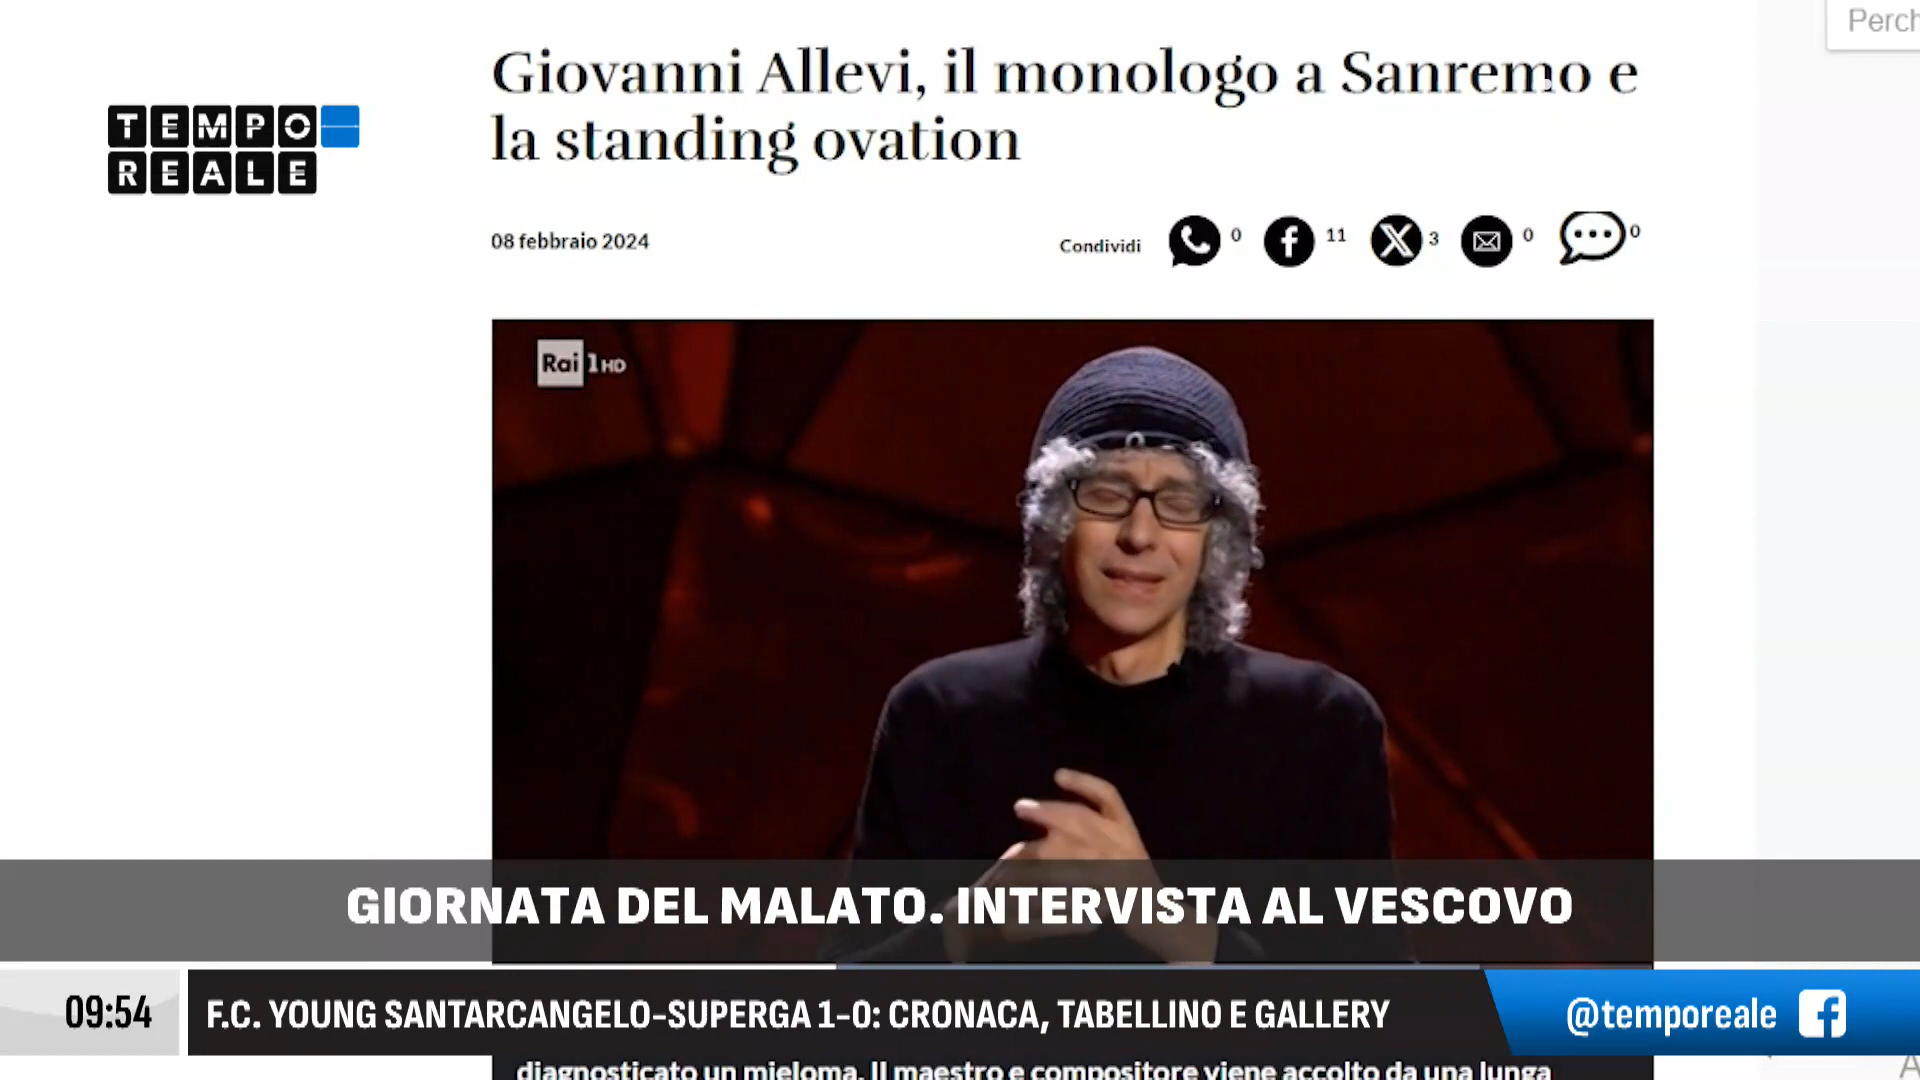 Perch
Giovanni Allevi, il monologo a Sanremo e
la standing ovation
TEMPO
REALE
08 febbraio 2024
Condividi
0
11
3
0
0
Rai 1 HD
GIORNATA DEL MALATO. INTERVISTA AL VESCOVO
09:54
F.C. YOUNG SANTARCANGELO-SUPERGA 1-0: CRONACA, TABELLINO E GALLERY
@temporeale
diagnosticato un mieloma. Il maestro e compositore viene accolto da una lunga
A